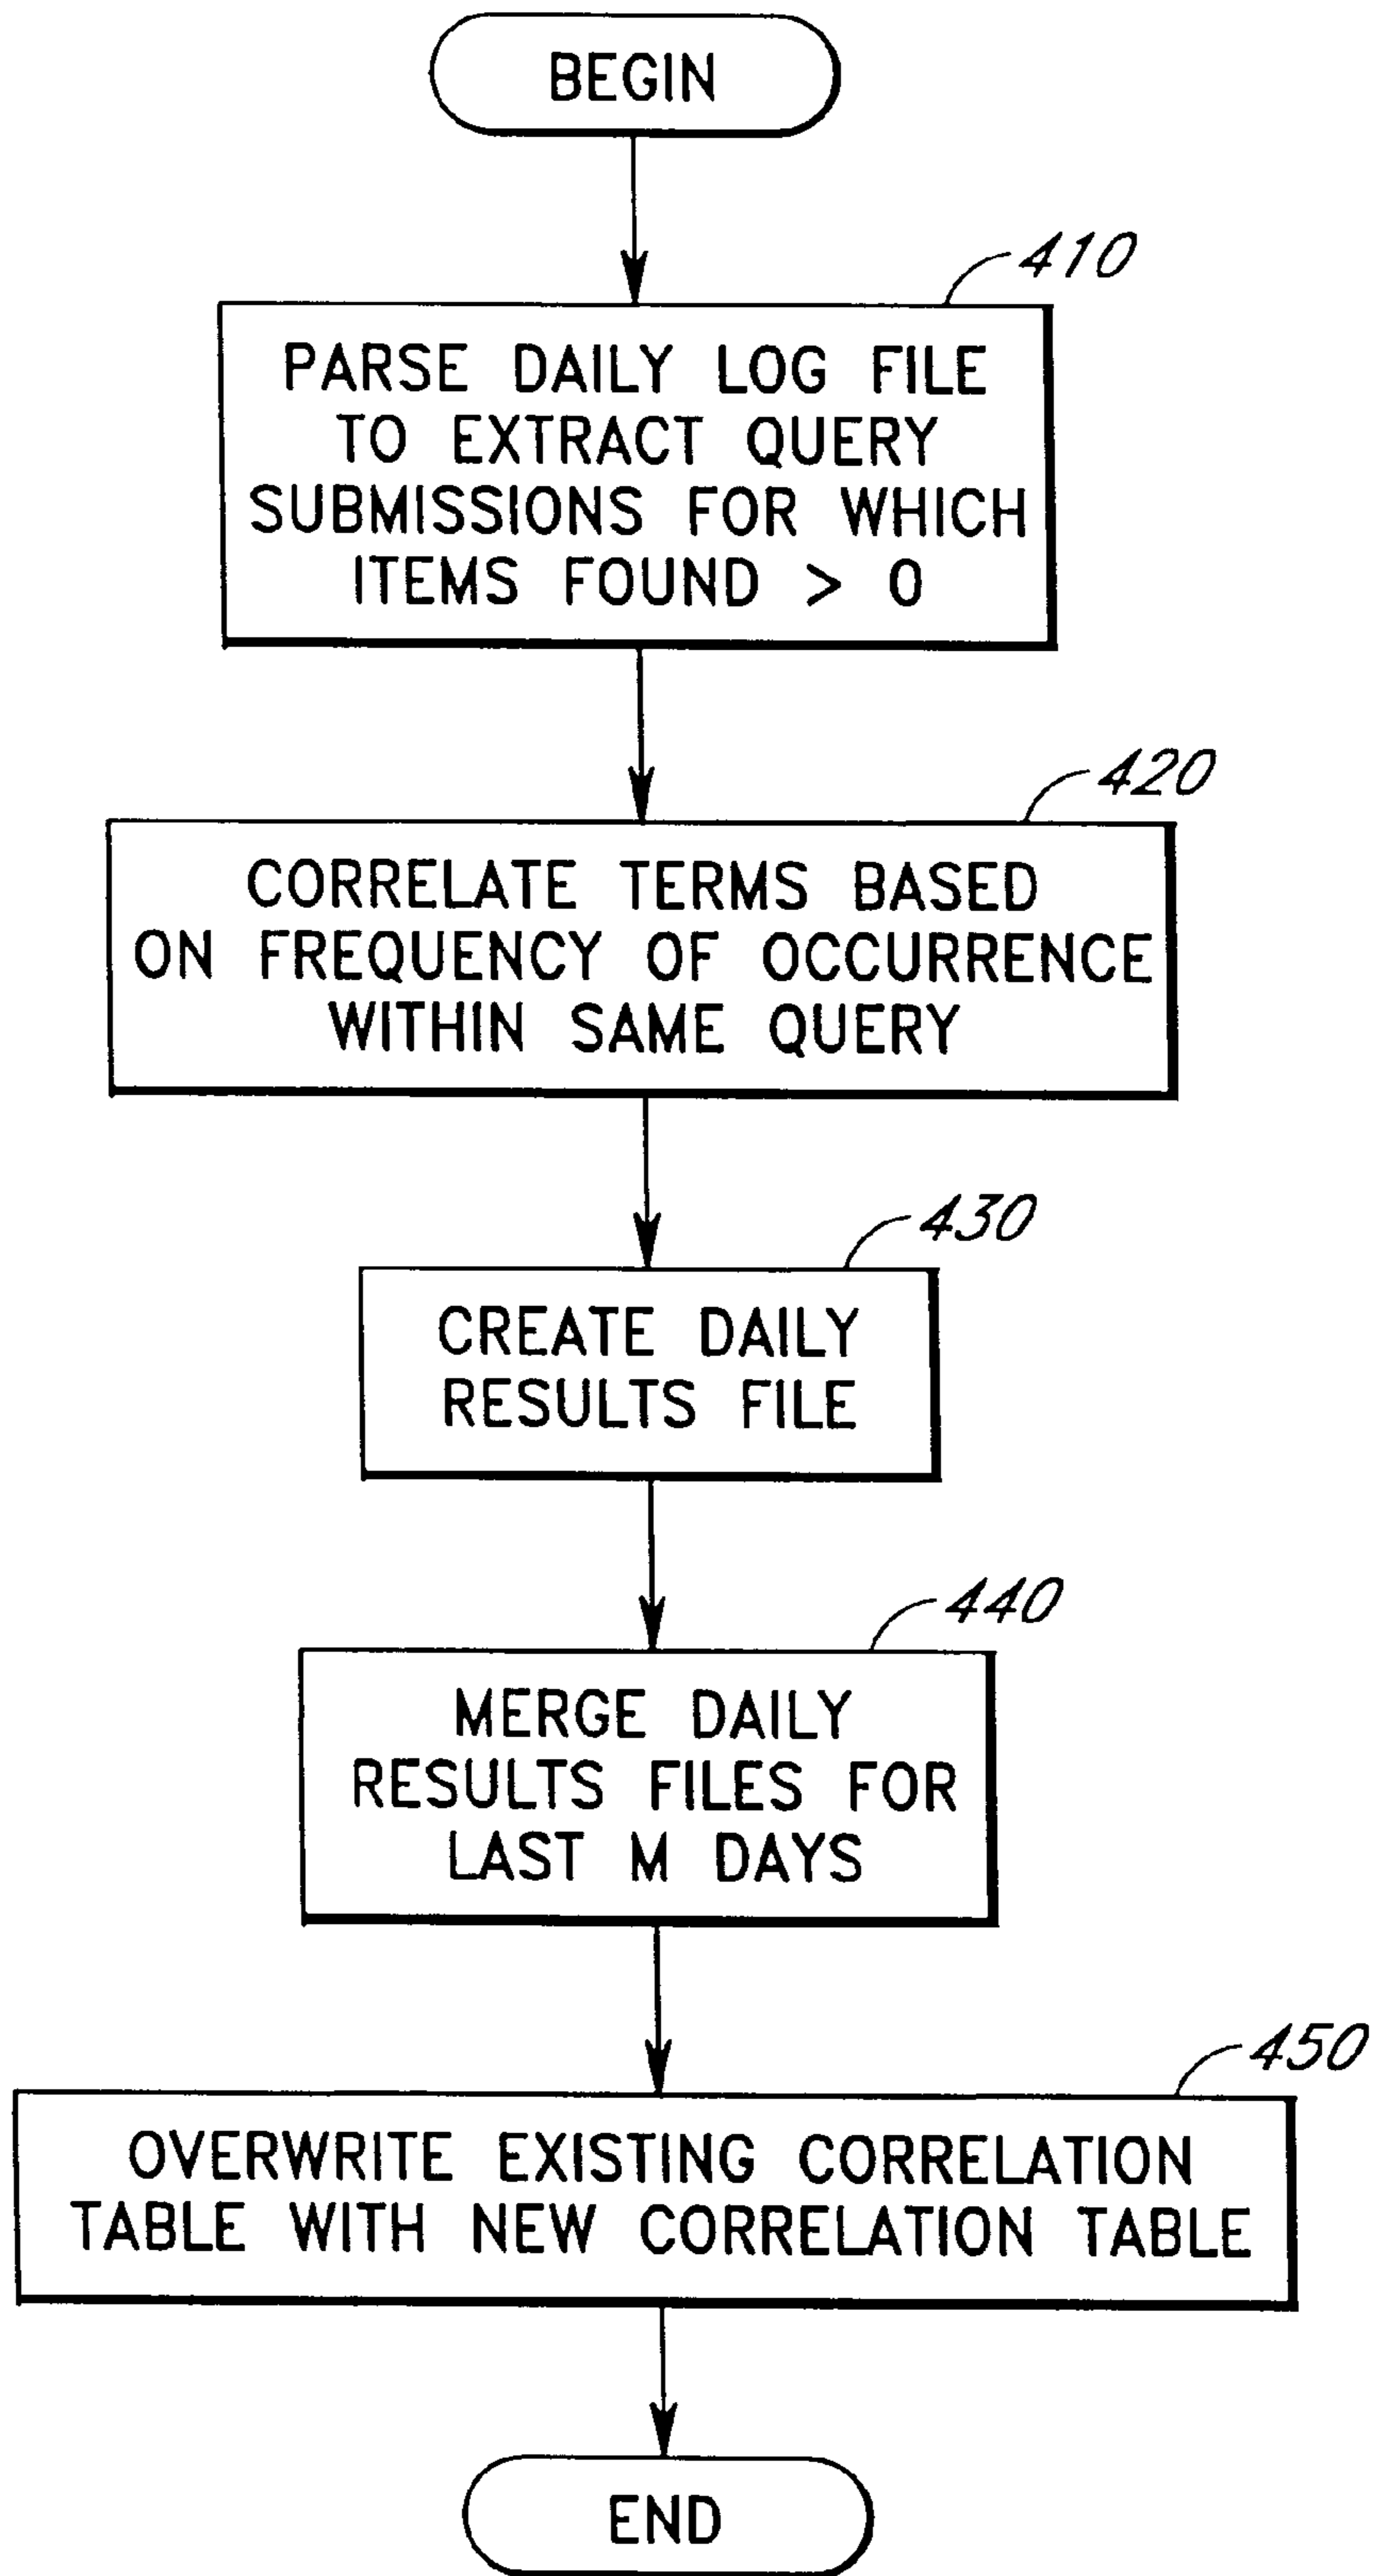 BEGIN
410
PARSE DAILY LOG FILE
TO EXTRACT QUERY
SUBMISSIONS FOR WHICH
ITEMS FOUND > 0
420
CORRELATE TERMS BASED
ON FREQUENCY OF OCCURRENCE
WITHIN SAME QUERY
430
CREATE DAILY
RESULTS FILE
440
MERGE DAILY
RESULTS FILES FOR
LAST M DAYS
450
OVERWRITE EXISTING CORRELATION
TABLE WITH NEW CORRELATION TABLE
END